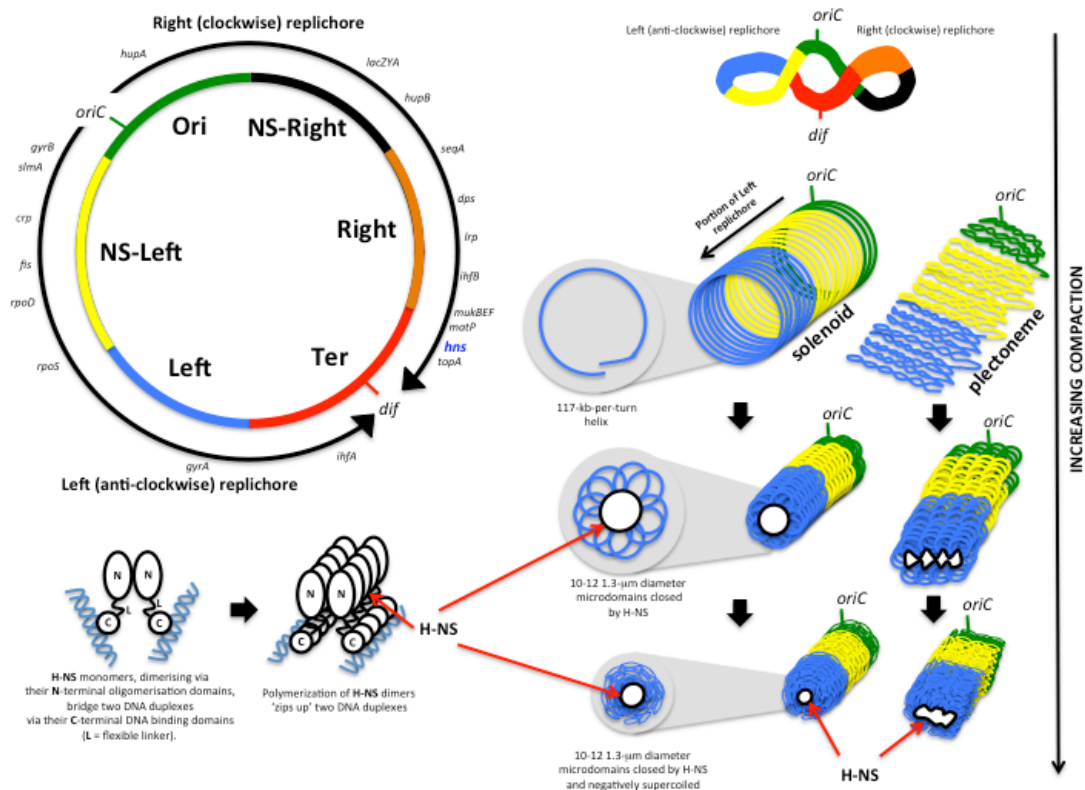 Right (clockwise) replichore
hupA
lacZYA
hupB
oriC
Ori
NS-Right
gyrB
slmA
seqA
dps
crp
Right
lrp
NS-Left
fis
ihfB
rpoD
mukBEF
matP
hns
Ter
topA
rpoS
Left
dif
gyrA
ihfA
Left (anti-clockwise) replichore
oriC
Left (anti-clockwise) replichore
Right (clockwise) replichore
dif
oriC
Portion of Left
replichore
solenoid
117-kb-per-turn
helix
oriC
plectoneme
INCREASING COMPACTION
oriC
oriC
10-12 1.3-μm diameter
microdomains closed
by H-NS
N
N
L
L
C
C
H-NS monomers, dimerising via
their N-terminal oligomerisation domains,
bridge two DNA duplexes
via their C-terminal DNA binding domains
(L = flexible linker).
N
N
C
C
H-NS
Polymerization of H-NS dimers
‘zips up’ two DNA duplexes
oriC
oriC
10-12 1.3-μm diameter
microdomains closed by H-NS
and negatively supercoiled
H-NS